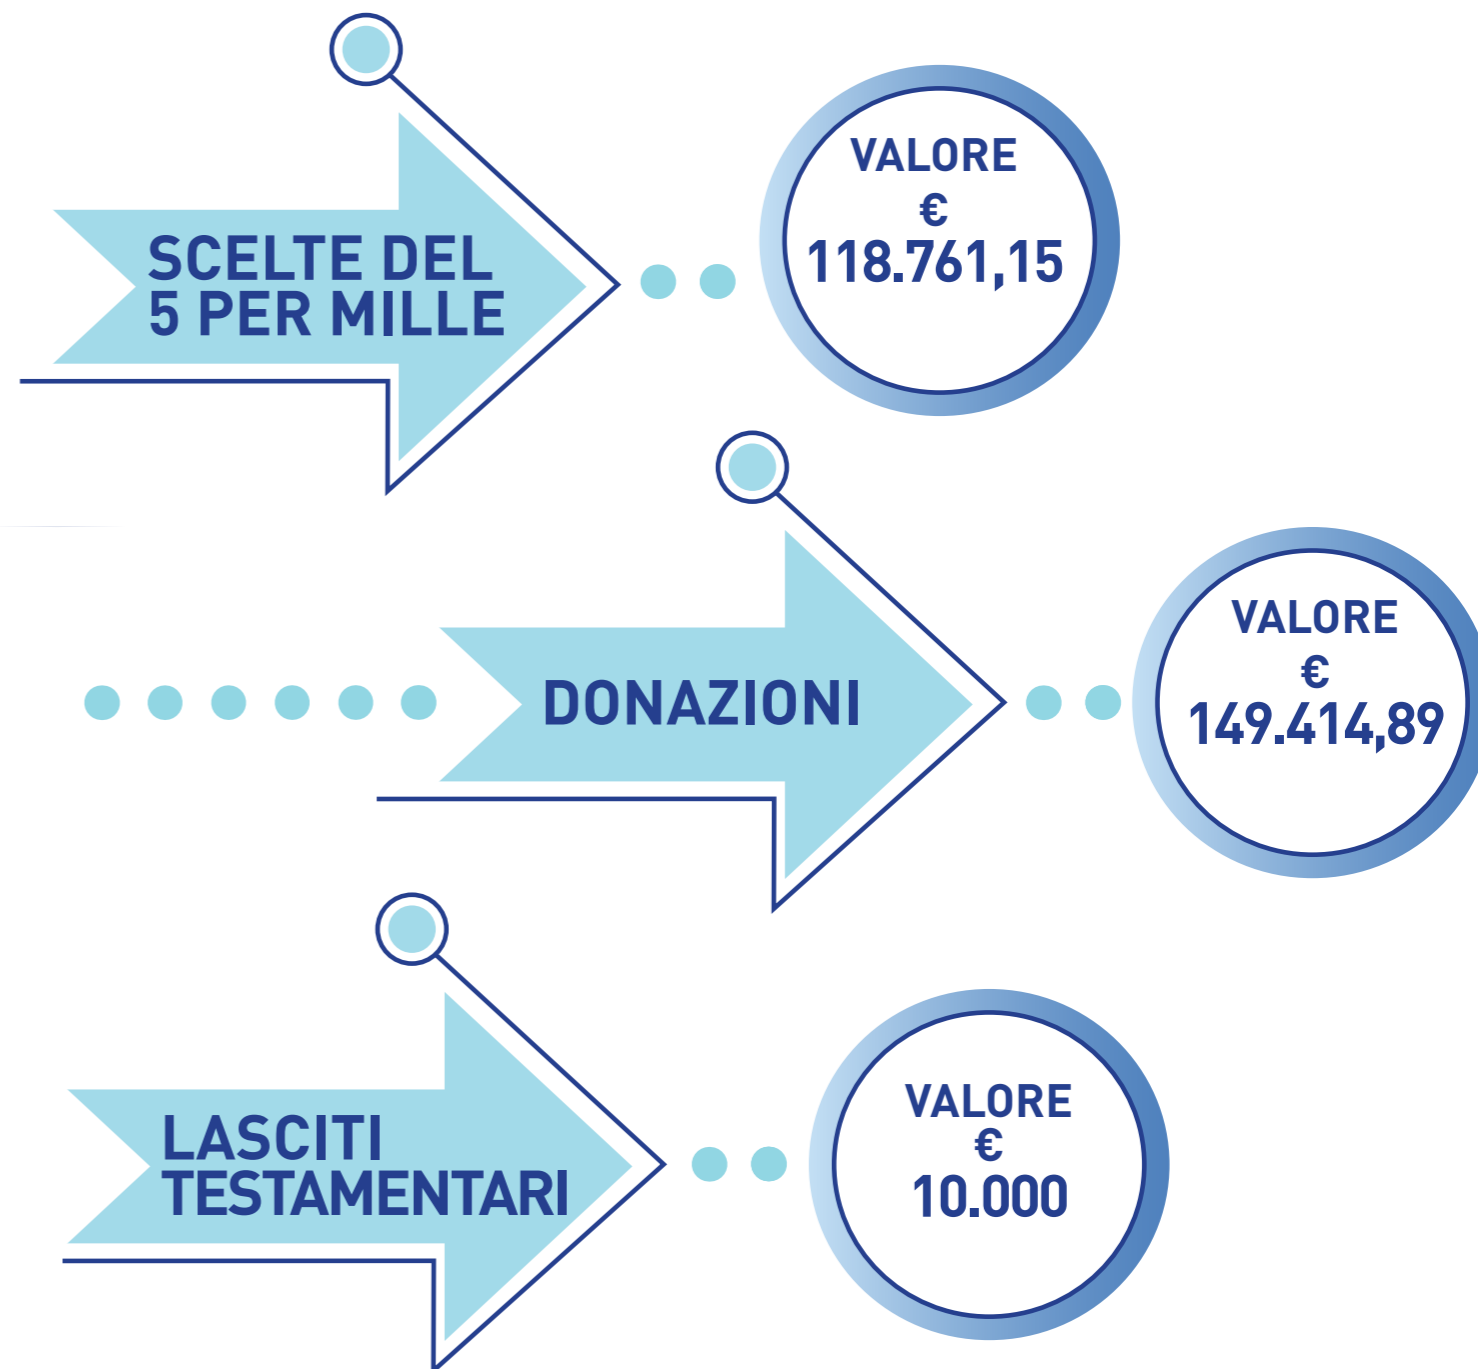 SCELTE DEL
5 PER MILLE
VALORE
€
118.761,15
DONAZIONI
VALORE
€
149.414,89
LASCITI
TESTAMENTARI
VALORE
€
10.000